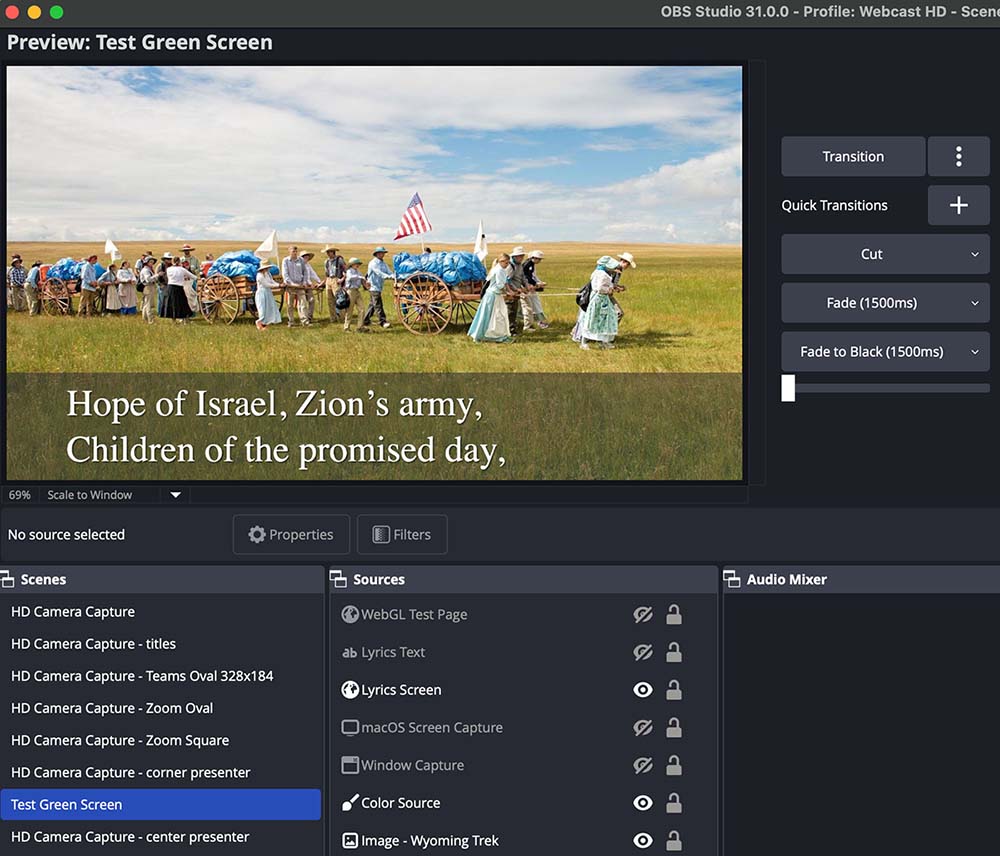 OBS Studio 31.0.0 - Profile: Webcast HD - Scene
Preview: Test Green Screen
Transition
Quick Transitions
Cut
Fade (1500ms)
Fade to Black (1500ms)
Hope of Israel, Zion’s army,
Children of the promised day,
69% Scale to Window
No source selected Properties Filters
Scenes
HD Camera Capture
HD Camera Capture - titles
HD Camera Capture - Teams Oval 328x184
HD Camera Capture - Zoom Oval
HD Camera Capture - Zoom Square
HD Camera Capture - corner presenter
Test Green Screen
HD Camera Capture - center presenter
Sources
WebGL Test Page
ab Lyrics Text
Lyrics Screen
macOS Screen Capture
Window Capture
Color Source
Image - Wyoming Trek
Audio Mixer